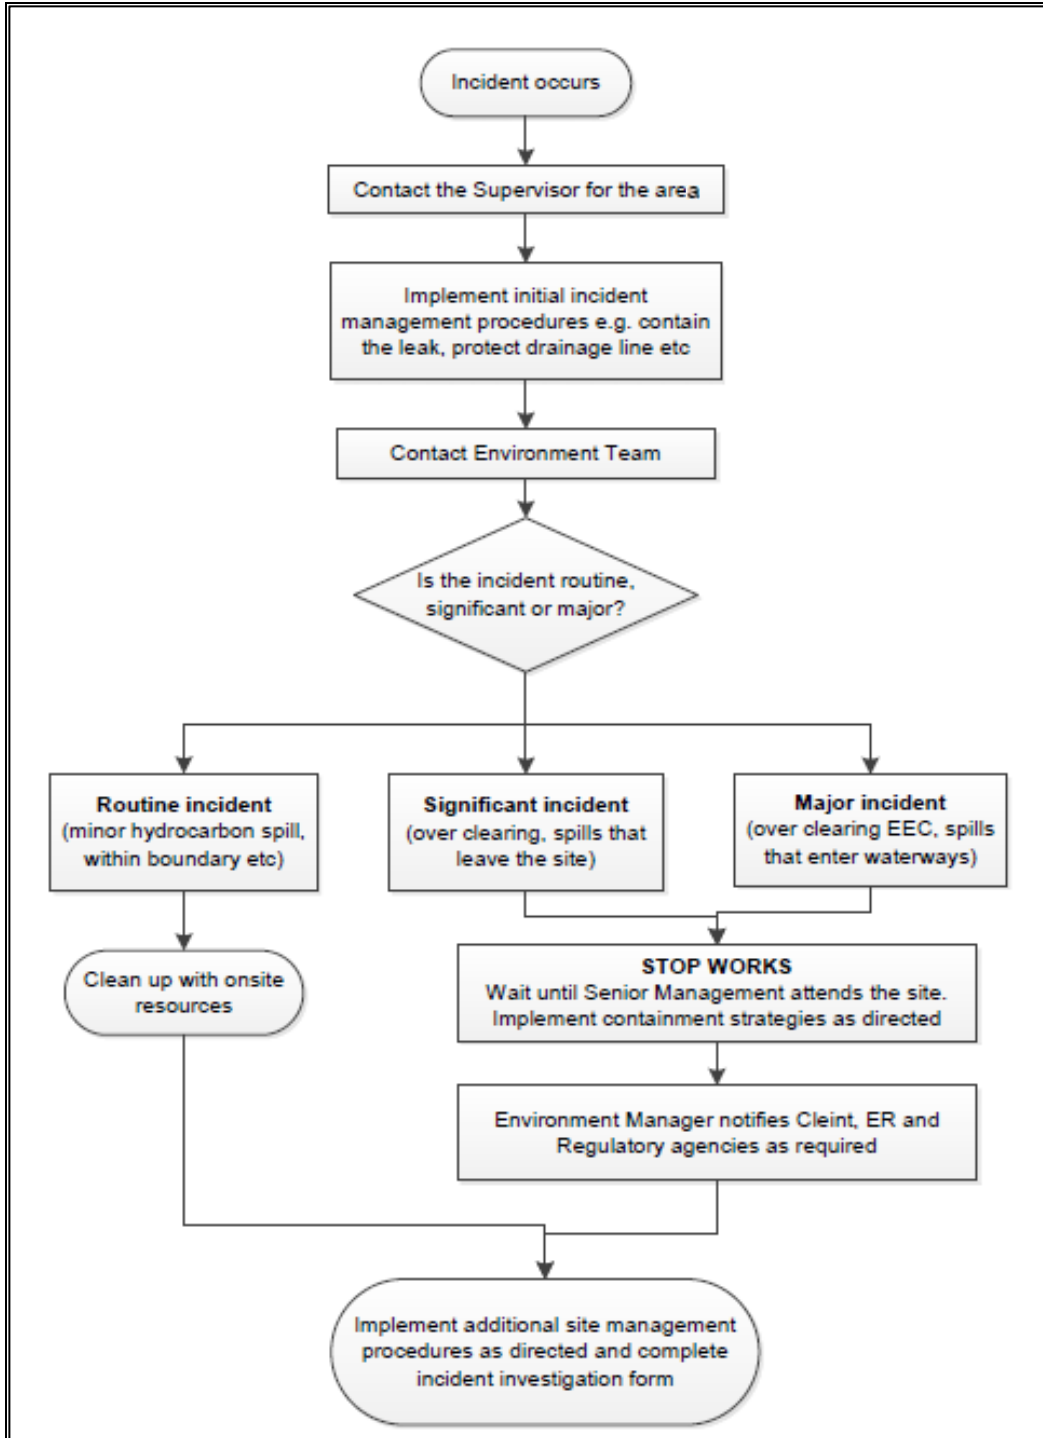 Incident occurs
Contact the Supervisor for the area
Implement initial incident
management procedures e.g. contain
the leak, protect drainage line etc
Contact Environment Team
Is the incident routine,
significant or major?
Routine incident
(minor hydrocarbon spill,
within boundary etc)
Significant incident
(over clearing, spills that
leave the site)
Major incident
(over clearing EEC, spills
that enter waterways)
Clean up with onsite
resources
STOP WORKS
Wait until Senior Management attends the site.
Implement containment strategies as directed
Environment Manager notifies Cleint, ER and
Regulatory agencies as required
Implement additional site management
procedures as directed and complete
incident investigation form